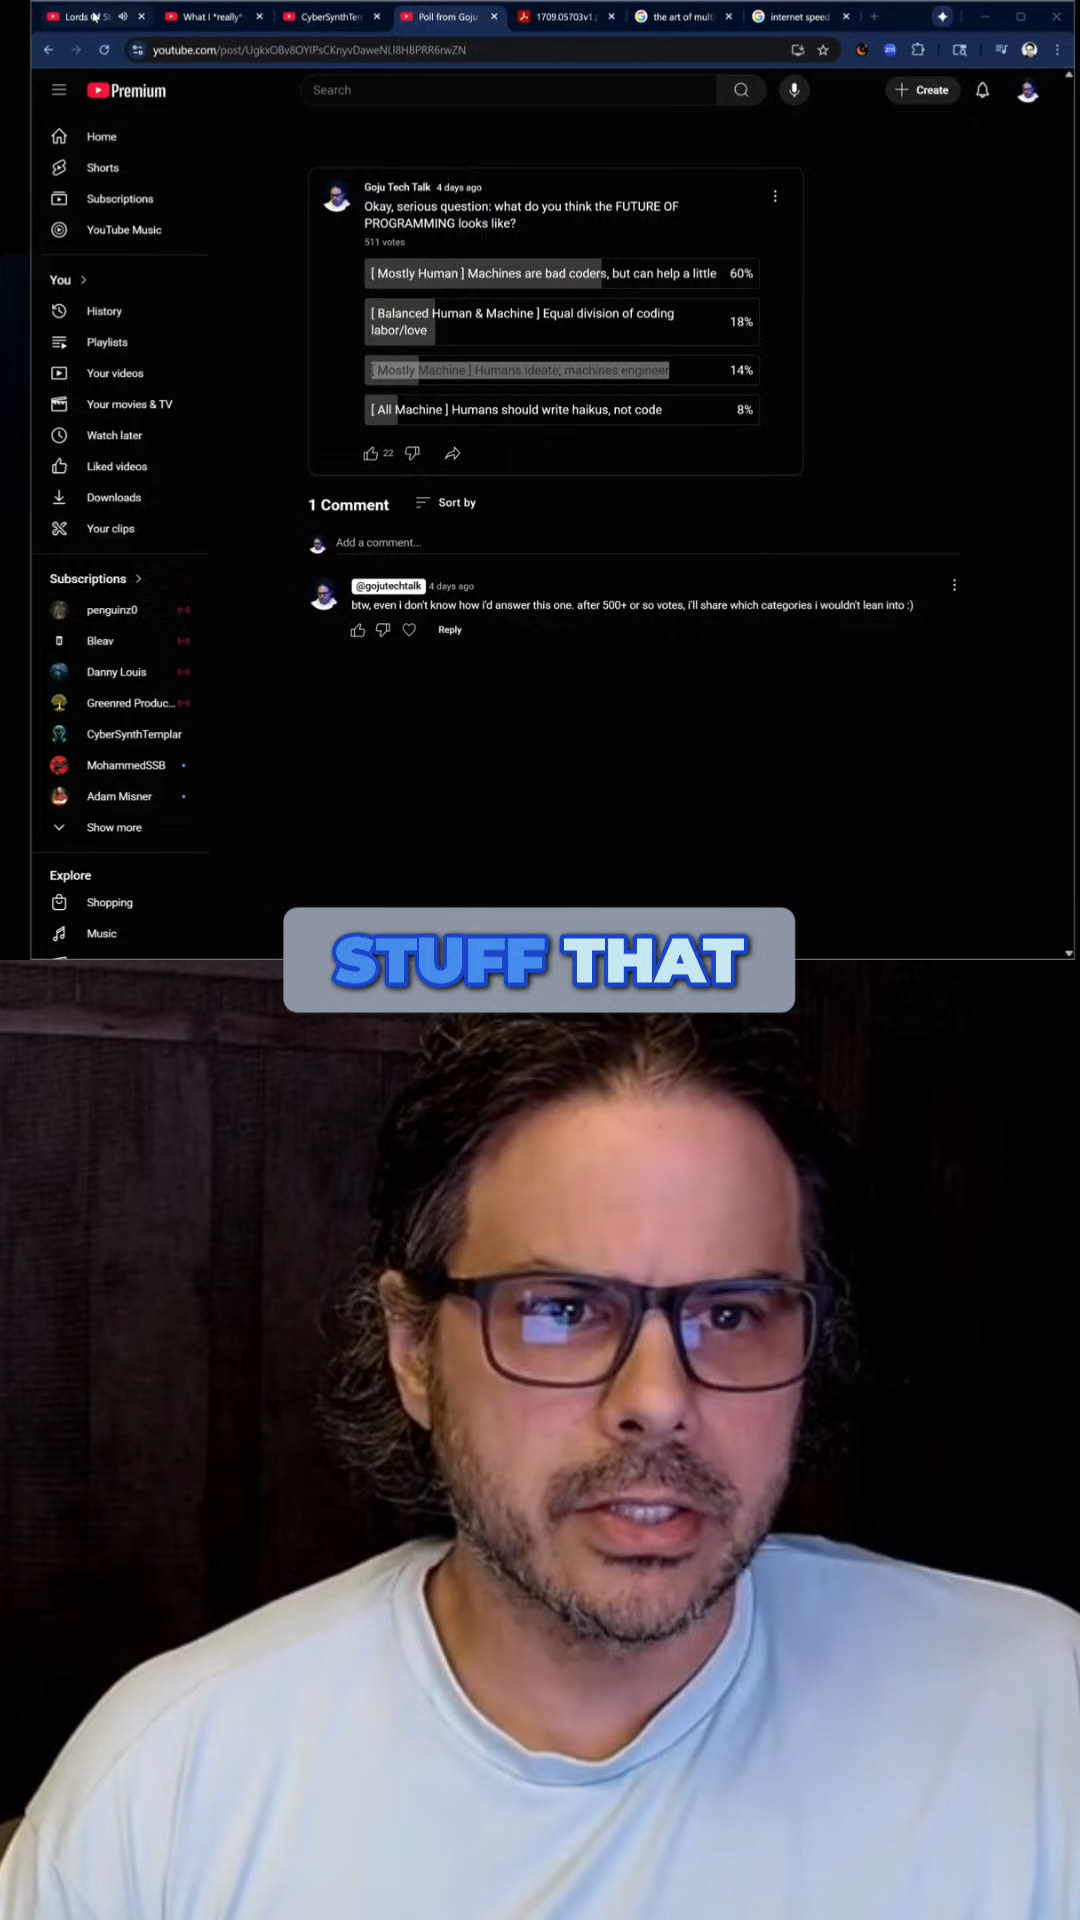 Lords Of St
What I *really*
CyberSynthTem
Poll from Goju
1709.05703v1.p
the art of mult
internet speed
youtube.com/post/UgkxOBv8OYIPsCKnyvDaweNLI8H8PRR6rwZN
Premium
Search
Create
Home
Shorts
Subscriptions
YouTube Music
You
History
Playlists
Your videos
Your movies & TV
Watch later
Liked videos
Downloads
Your clips
Subscriptions
penguinz0
Bleav
Danny Louis
Greenred Produc...
CyberSynthTemplar
MohammedSSB
Adam Misner
Show more
Explore
Shopping
Music
Goju Tech Talk 4 days ago
Okay, serious question: what do you think the FUTURE OF
PROGRAMMING looks like?
511 votes
[ Mostly Human ] Machines are bad coders, but can help a little 60%
[ Balanced Human & Machine ] Equal division of coding
labor/love 18%
[ Mostly Machine ] Humans ideate; machines engineer 14%
[ All Machine ] Humans should write haikus, not code 8%
22
1 Comment Sort by
Add a comment...
@gojutechtalk 4 days ago
btw, even i don't know how i'd answer this one. after 500+ or so votes, i'll share which categories i wouldn't lean into :)
Reply
STUFF THAT